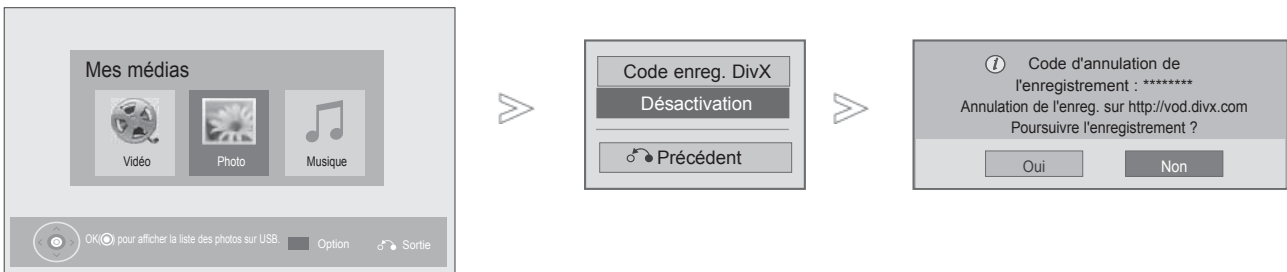 Mes médias
Vidéo Photo Musique
OK(◉) pour afficher la liste des photos sur USB. Option Sortie
Code enreg. DivX
Désactivation
Précédent
Code d'annulation de
l'enregistrement : ********
Annulation de l'enreg. sur http://vod.divx.com
Poursuivre l'enregistrement ?
Oui Non